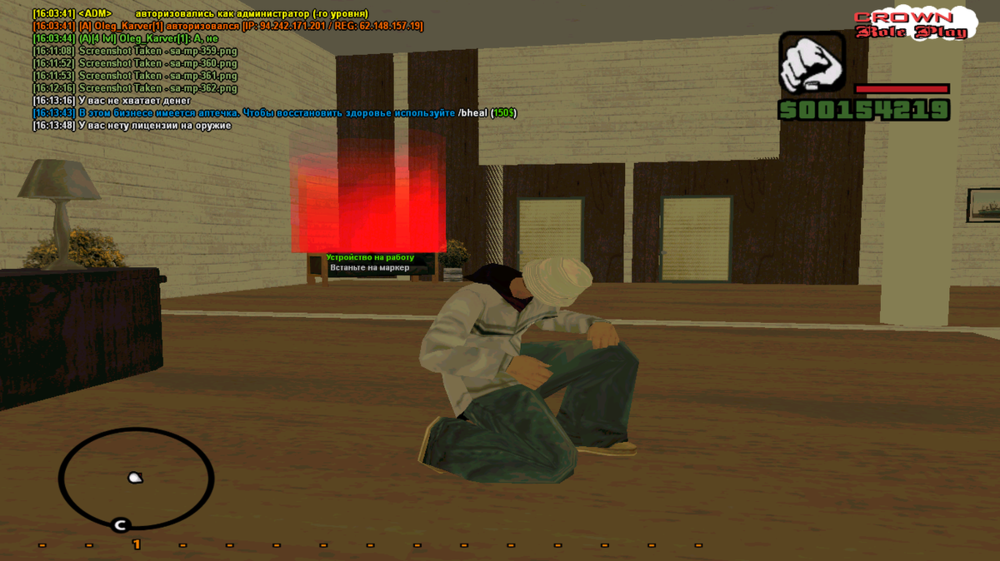 [16:03:41] <ADM> авторизовались как администратор (-го уровня)
[16:03:41] [A] Oleg_Karver[1] авторизовался [IP: 94.242.171.201 / REG: 62.148.157.19]
[16:03:44] [A][4 lvl] Oleg_Karver[1]: А, не
[16:11:08] Screenshot Taken - sa-mp-359.png
[16:11:52] Screenshot Taken - sa-mp-360.png
[16:11:53] Screenshot Taken - sa-mp-361.png
[16:12:16] Screenshot Taken - sa-mp-362.png
[16:13:16] У вас не хватает денег
[16:13:43] В этом бизнесе имеется аптечка. Чтобы восстановить здоровье используйте /bheal (150$)
[16:13:48] У вас нету лицензии на оружие
CROWN
Role Play
$00154219
Устройство на работу
Встаньте на маркер
C
- - 1 - - - - - - - - - - - -